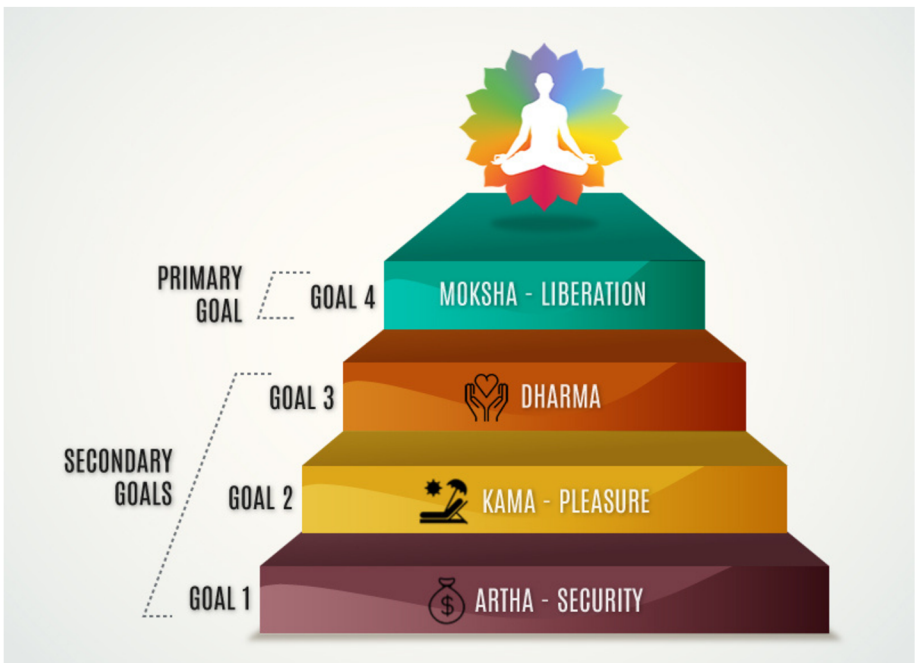 PRIMARY
GOAL
GOAL 4
MOKSHA - LIBERATION
GOAL 3
DHARMA
SECONDARY
GOALS
GOAL 2
KAMA - PLEASURE
GOAL 1
$
ARTHA - SECURITY